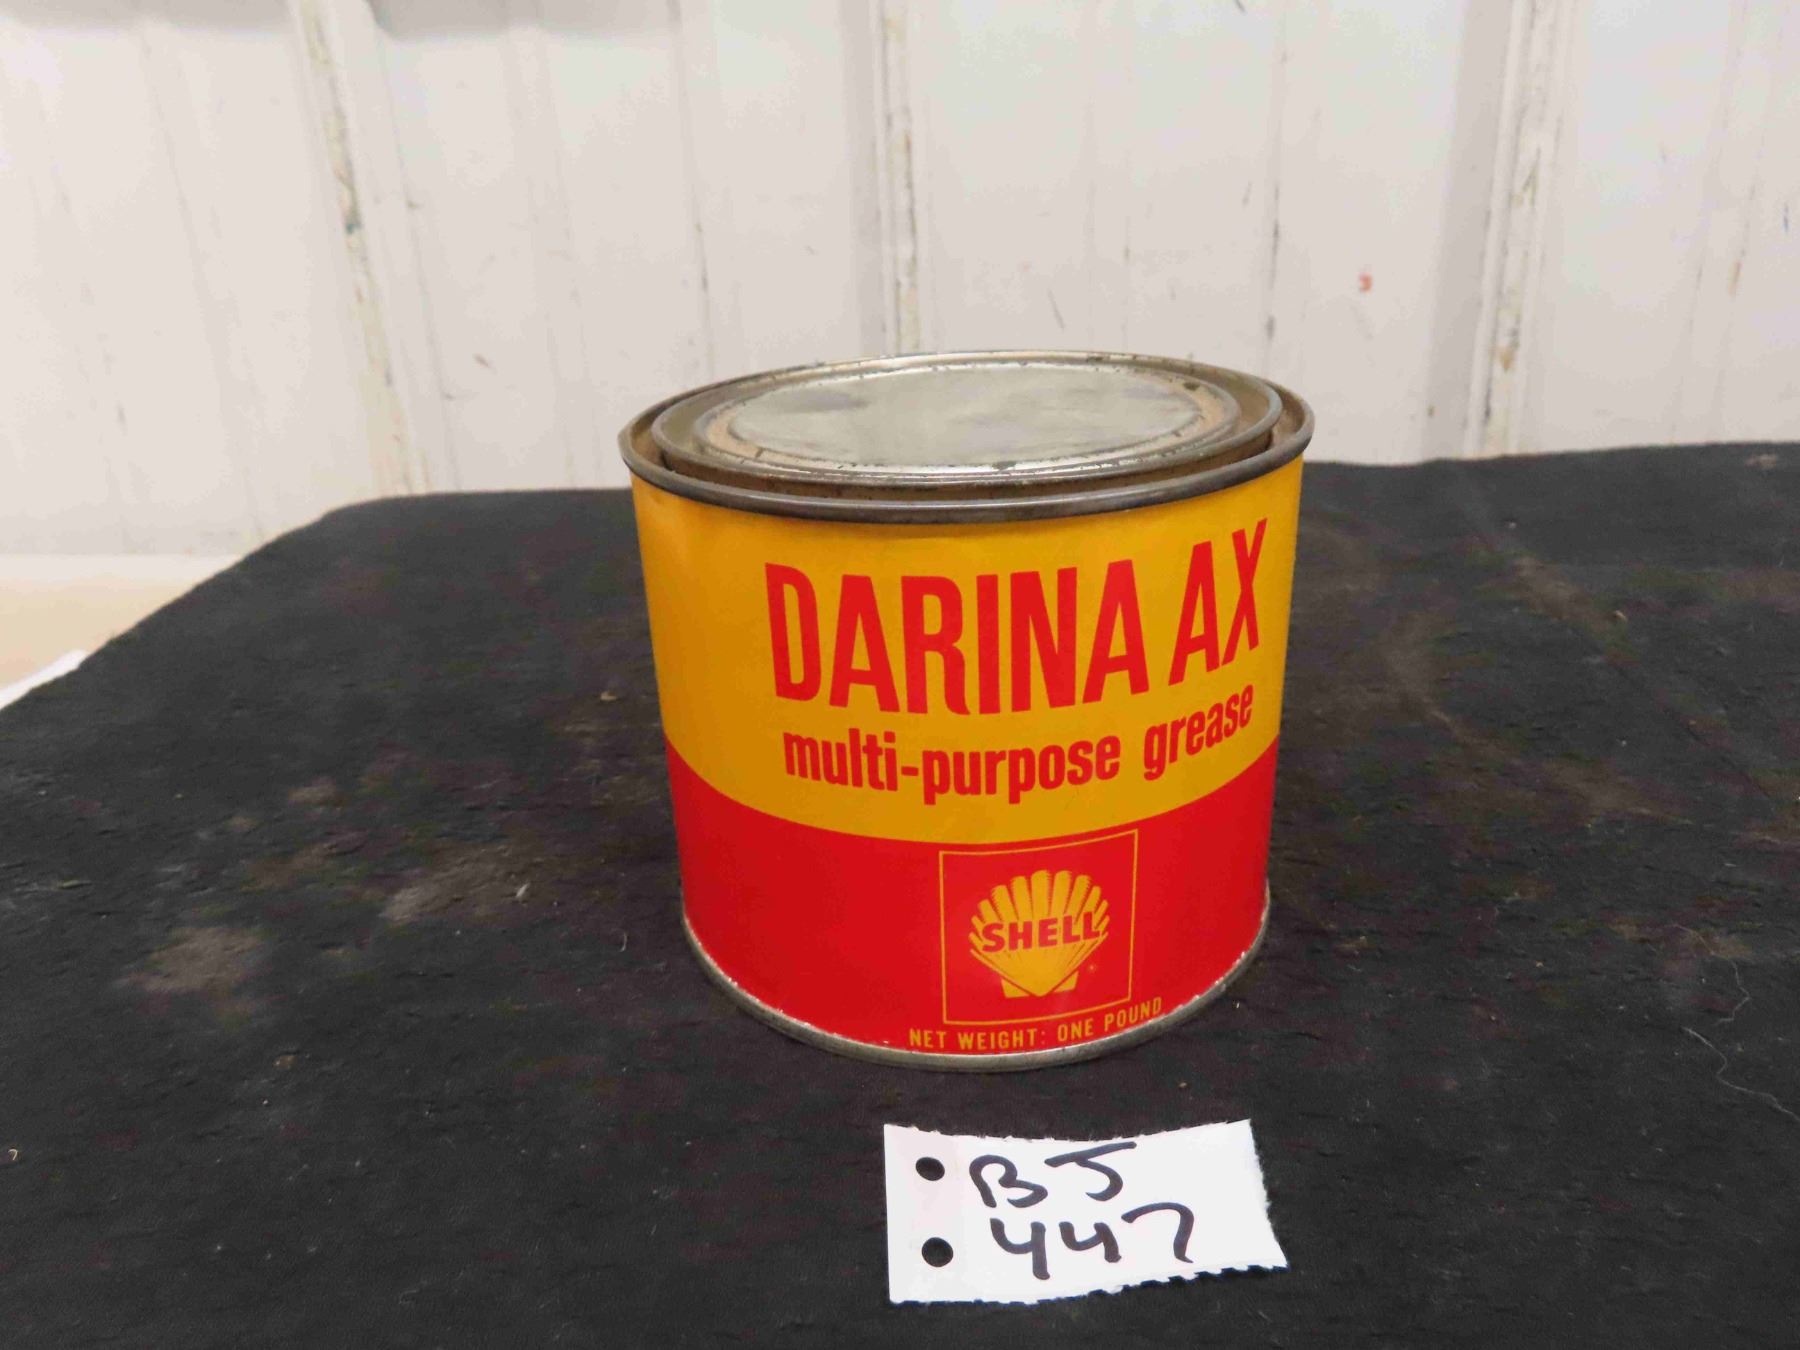 DARINA AX
multi-purpose grease
SHELL
®
NET WEIGHT: ONE POUND
BJ
447